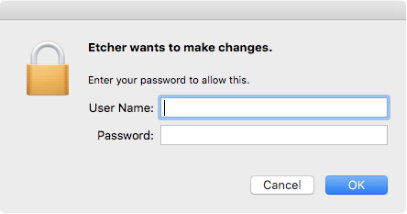 Etcher wants to make changes.
Enter your password to allow this.
User Name:
Password:
Cancel OK